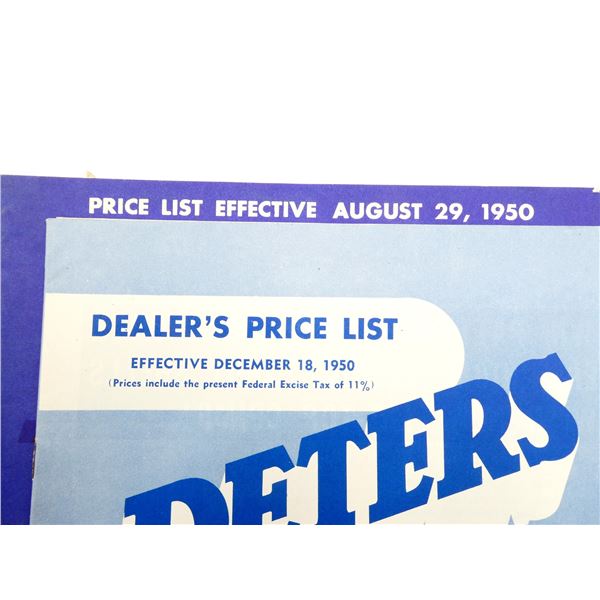 PRICE LIST EFFECTIVE AUGUST 29, 1950
DEALER'S PRICE LIST
EFFECTIVE DECEMBER 18, 1950
(Prices include the present Federal Excise Tax of 11%)
PETERS